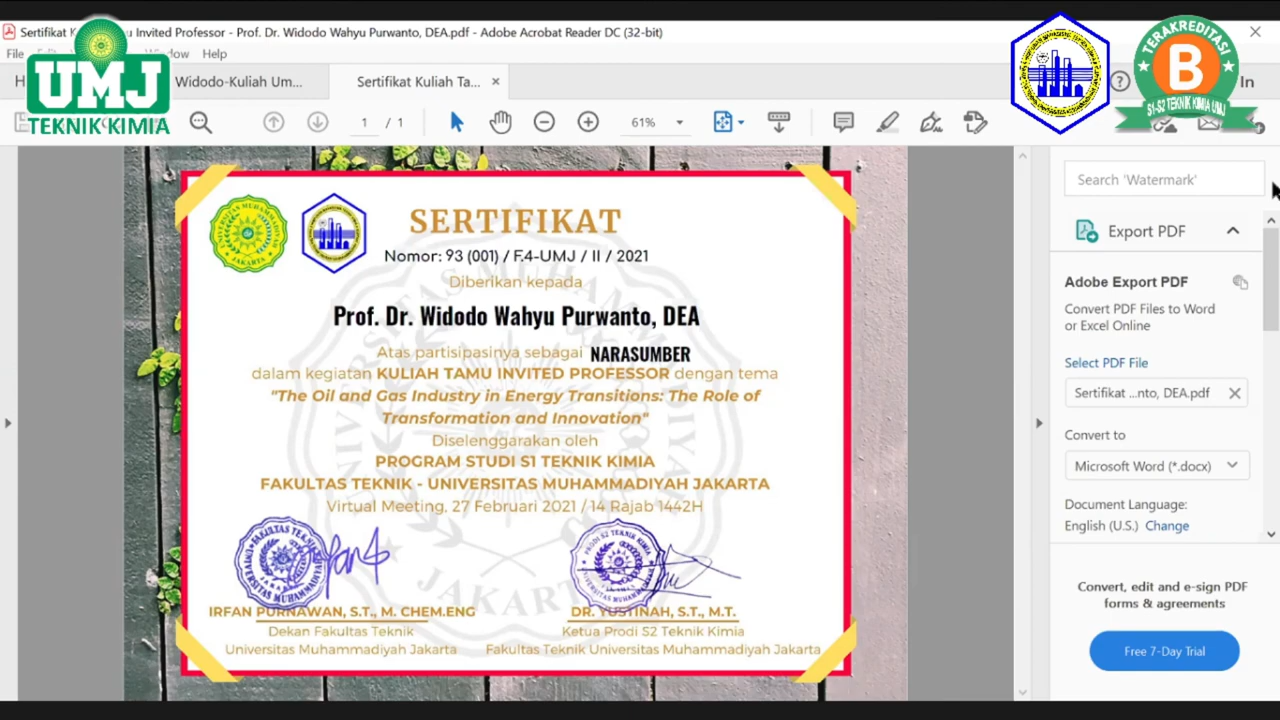 Sertifikat K
u Invited Professor - Prof. Dr. Widodo Wahyu Purwanto, DEA.pdf - Adobe Acrobat Reader DC (32-bit)
File
Window
Help
UMJ
TEKNIK KIMIA
TERAKREDITASI
B
S1-S2 TEKNIK KIMIA UMJ
H
Widodo-Kuliah Um...
Sertifikat Kuliah Ta...
In
1 / 1
61%
Search 'Watermark'
Export PDF
Adobe Export PDF
Convert PDF Files to Word
or Excel Online
Select PDF File
Sertifikat ...nto, DEA.pdf
Convert to
Microsoft Word (*.docx)
Document Language:
English (U.S.) Change
Convert, edit and e-sign PDF
forms & agreements
Free 7-Day Trial
SERTIFIKAT
Nomor: 93 (001) / F.4-UMJ / II / 2021
Diberikan kepada
Prof. Dr. Widodo Wahyu Purwanto, DEA
Atas partisipasinya sebagai NARASUMBER
dalam kegiatan KULIAH TAMU INVITED PROFESSOR dengan tema
"The Oil and Gas Industry in Energy Transitions: The Role of
Transformation and Innovation"
Diselenggarakan oleh
PROGRAM STUDI S1 TEKNIK KIMIA
FAKULTAS TEKNIK - UNIVERSITAS MUHAMMADIYAH JAKARTA
Virtual Meeting, 27 Februari 2021 / 14 Rajab 1442H
IRFAN PURNAWAN, S.T., M. CHEM.ENG
Dekan Fakultas Teknik
Universitas Muhammadiyah Jakarta
DR. YUSTINAH, S.T., M.T.
Ketua Prodi S2 Teknik Kimia
Fakultas Teknik Universitas Muhammadiyah Jakarta